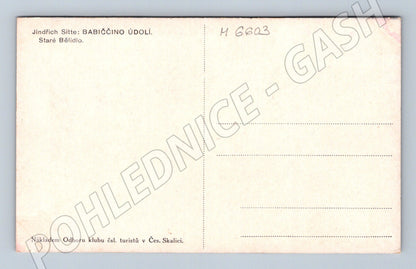 Jindřich Sitte: BABIČČINO ÚDOLÍ.
Staré Bělidlo.
M 6603
POHLEDNICE - GASH
Nákladem Odboru klubu čsl. turistů v Čes. Skalici.